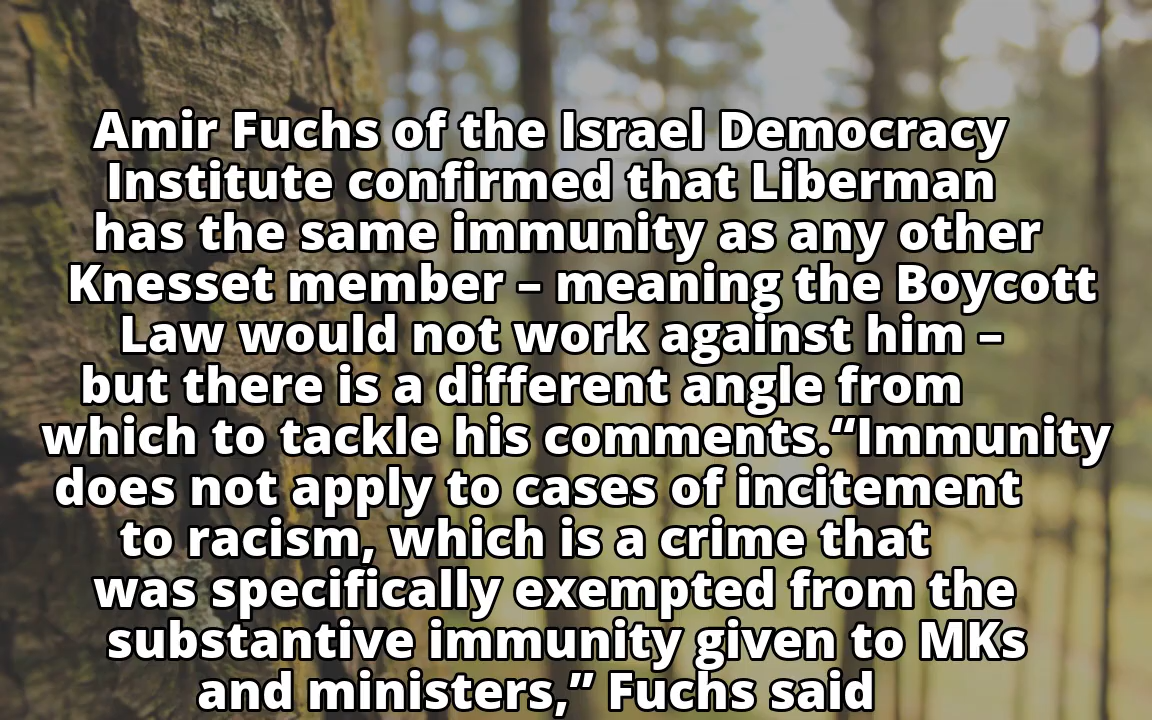 Amir Fuchs of the Israel Democracy
Institute confirmed that Liberman
has the same immunity as any other
Knesset member – meaning the Boycott
Law would not work against him –
but there is a different angle from
which to tackle his comments.“Immunity
does not apply to cases of incitement
to racism, which is a crime that
was specifically exempted from the
substantive immunity given to MKs
and ministers,” Fuchs said